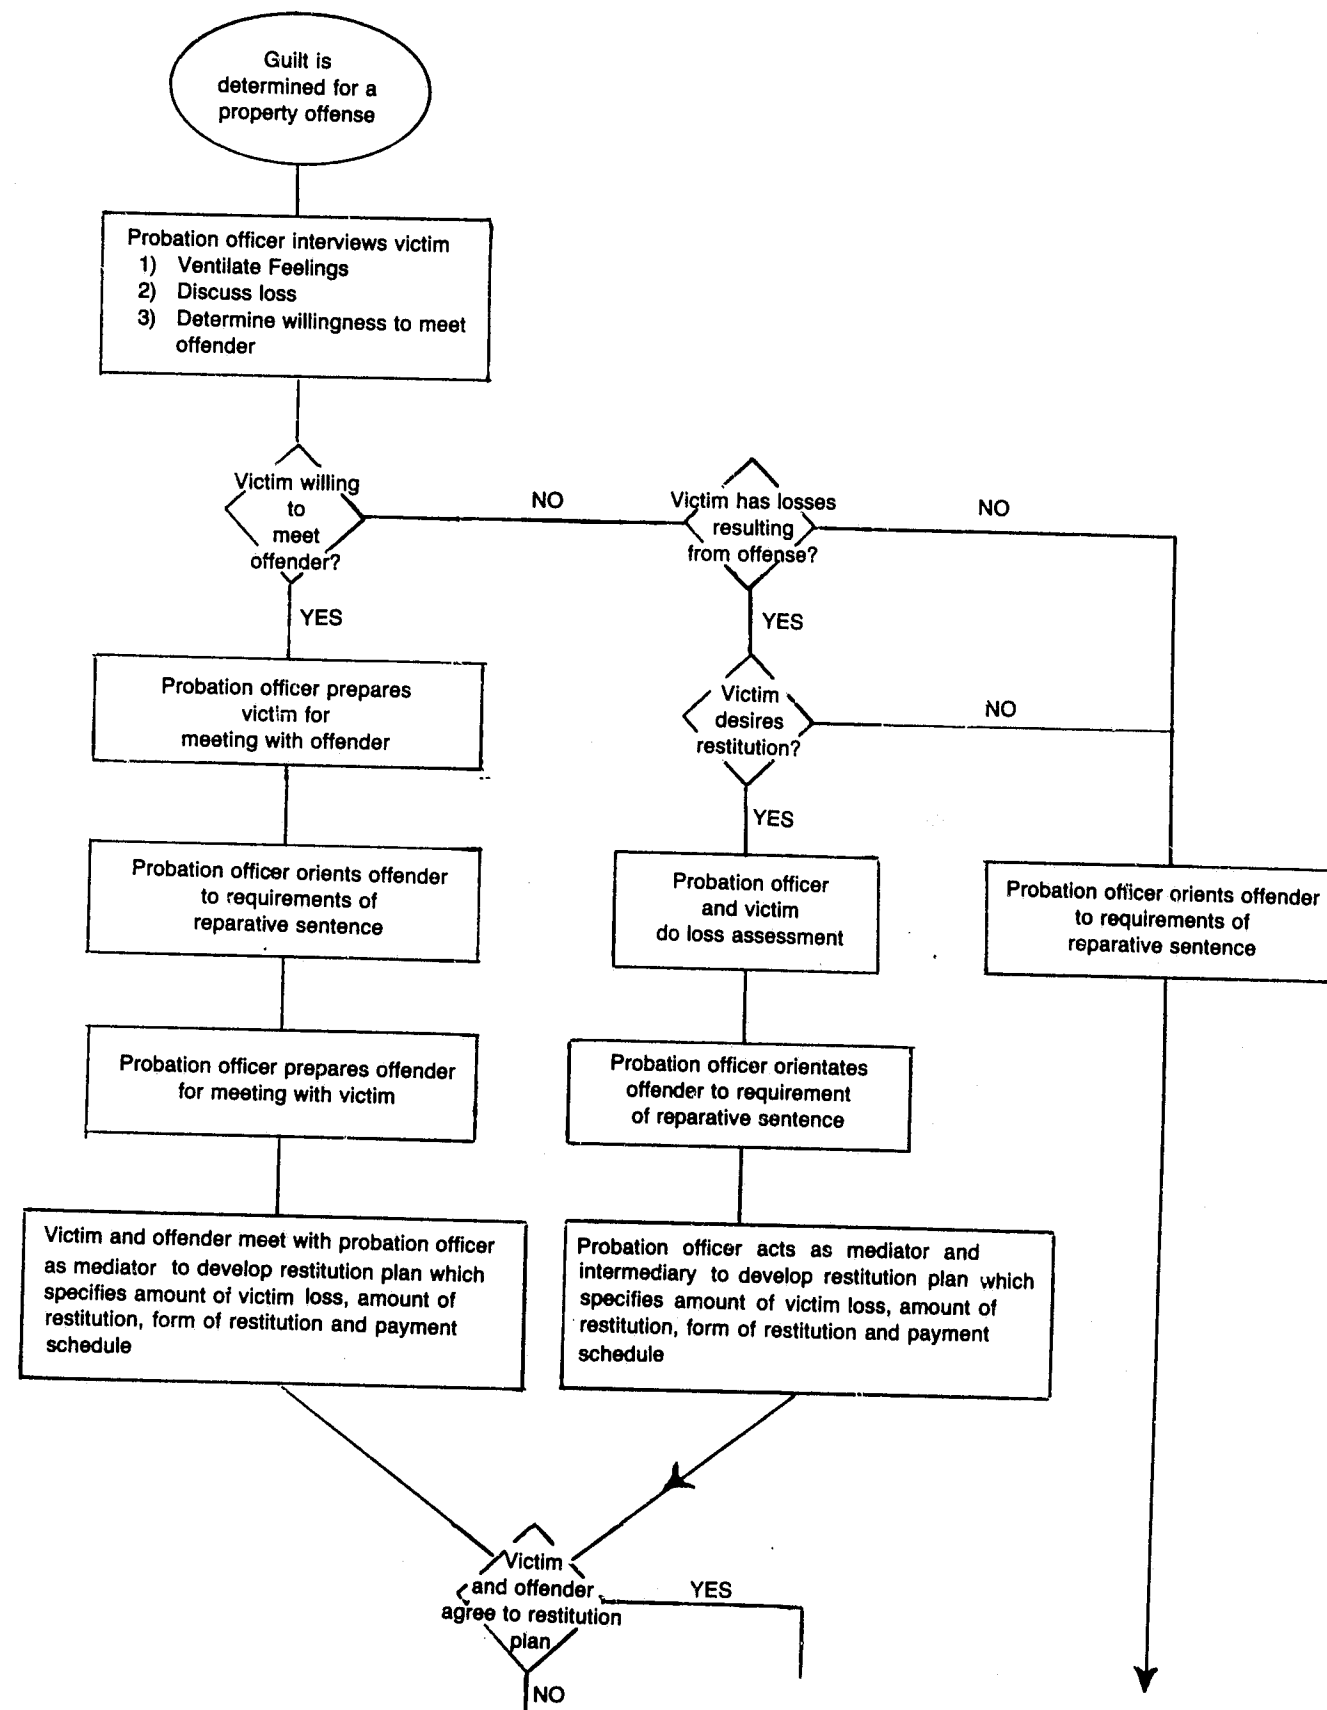 Guilt is
determined for a
property offense
Probation officer interviews victim
1) Ventilate Feelings
2) Discuss loss
3) Determine willingness to meet
offender
Victim willing
to
meet
offender?
NO
YES
Victim has losses
resulting
from offense?
NO
YES
Victim
desires
restitution?
NO
YES
Probation officer prepares
victim for
meeting with offender
Probation officer orients offender
to requirements of
reparative sentence
Probation officer
and victim
do loss assessment
Probation officer orients offender
to requirements of
reparative sentence
Probation officer prepares offender
for meeting with victim
Probation officer orientates
offender to requirement
of reparative sentence
Victim and offender meet with probation officer
as mediator to develop restitution plan which
specifies amount of victim loss, amount of
restitution, form of restitution and payment
schedule
Probation officer acts as mediator and
intermediary to develop restitution plan which
specifies amount of victim loss, amount of
restitution, form of restitution and payment
schedule
Victim
and offender
agree to restitution
plan
YES
NO